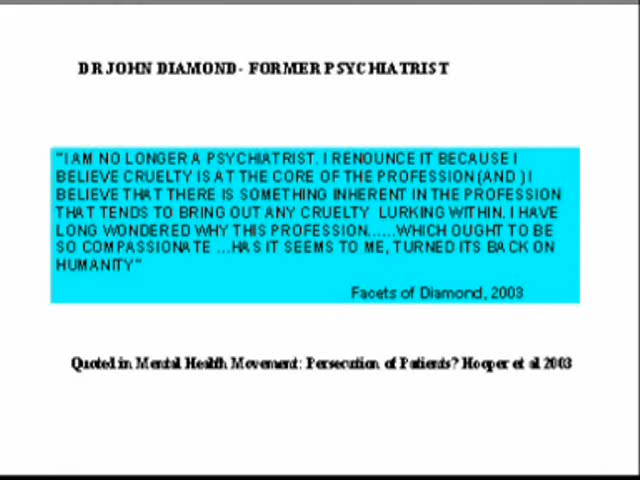 DR JOHN DIAMOND- FORMER PSYCHIATRIST
"I AM NO LONGER A PSYCHIATRIST. I RENOUNCE IT BECAUSE I
BELIEVE CRUELTY IS AT THE CORE OF THE PROFESSION (AND ) I
BELIEVE THAT THERE IS SOMETHING INHERENT IN THE PROFESSION
THAT TENDS TO BRING OUT ANY CRUELTY LURKING WITHIN. I HAVE
LONG WONDERED WHY THIS PROFESSION......WHICH OUGHT TO BE
SO COMPASSIONATE ...HAS IT SEEMS TO ME, TURNED ITS BACK ON
HUMANITY"
Facets of Diamond, 2003
Quoted in Mental Health Movement: Persecution of Patients? Hooper et al 2003